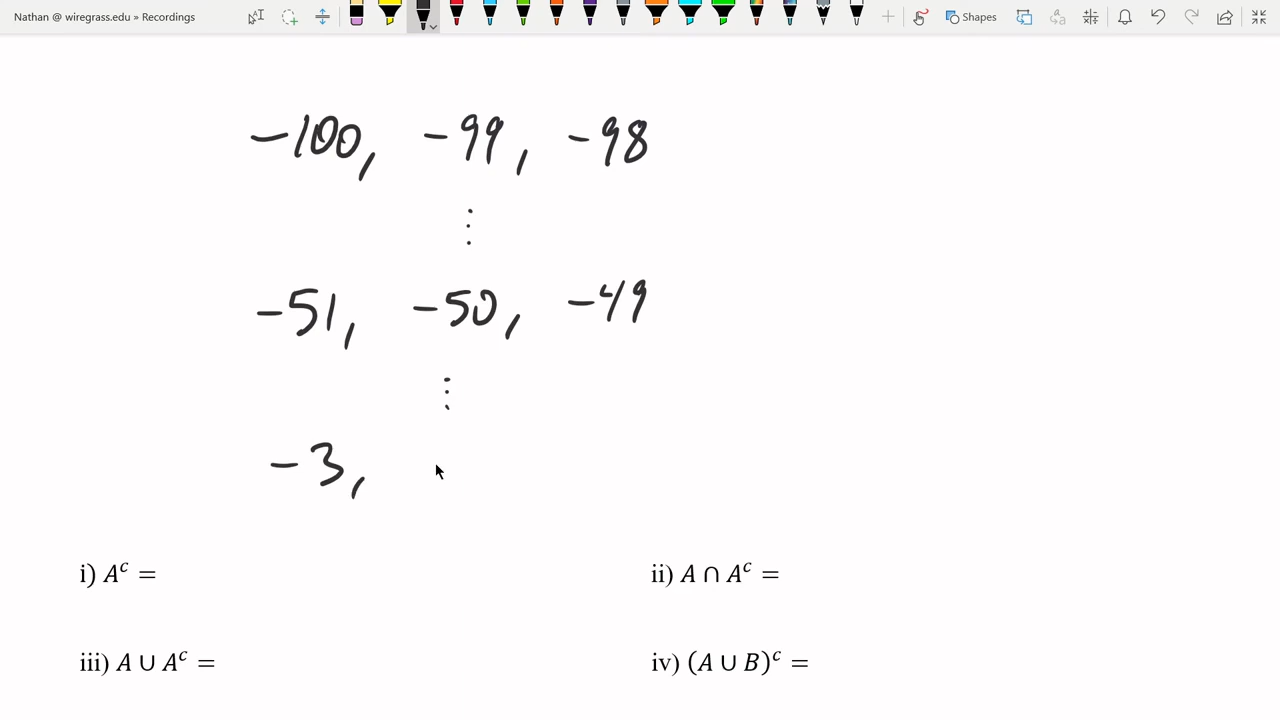 Nathan @ wiregrass.edu » Recordings
Shapes
-100, -99, -98
⋮
-51, -50, -49
⋮
-3,
i) Aᶜ =
ii) A ∩ Aᶜ =
iii) A ∪ Aᶜ =
iv) (A ∪ B)ᶜ =